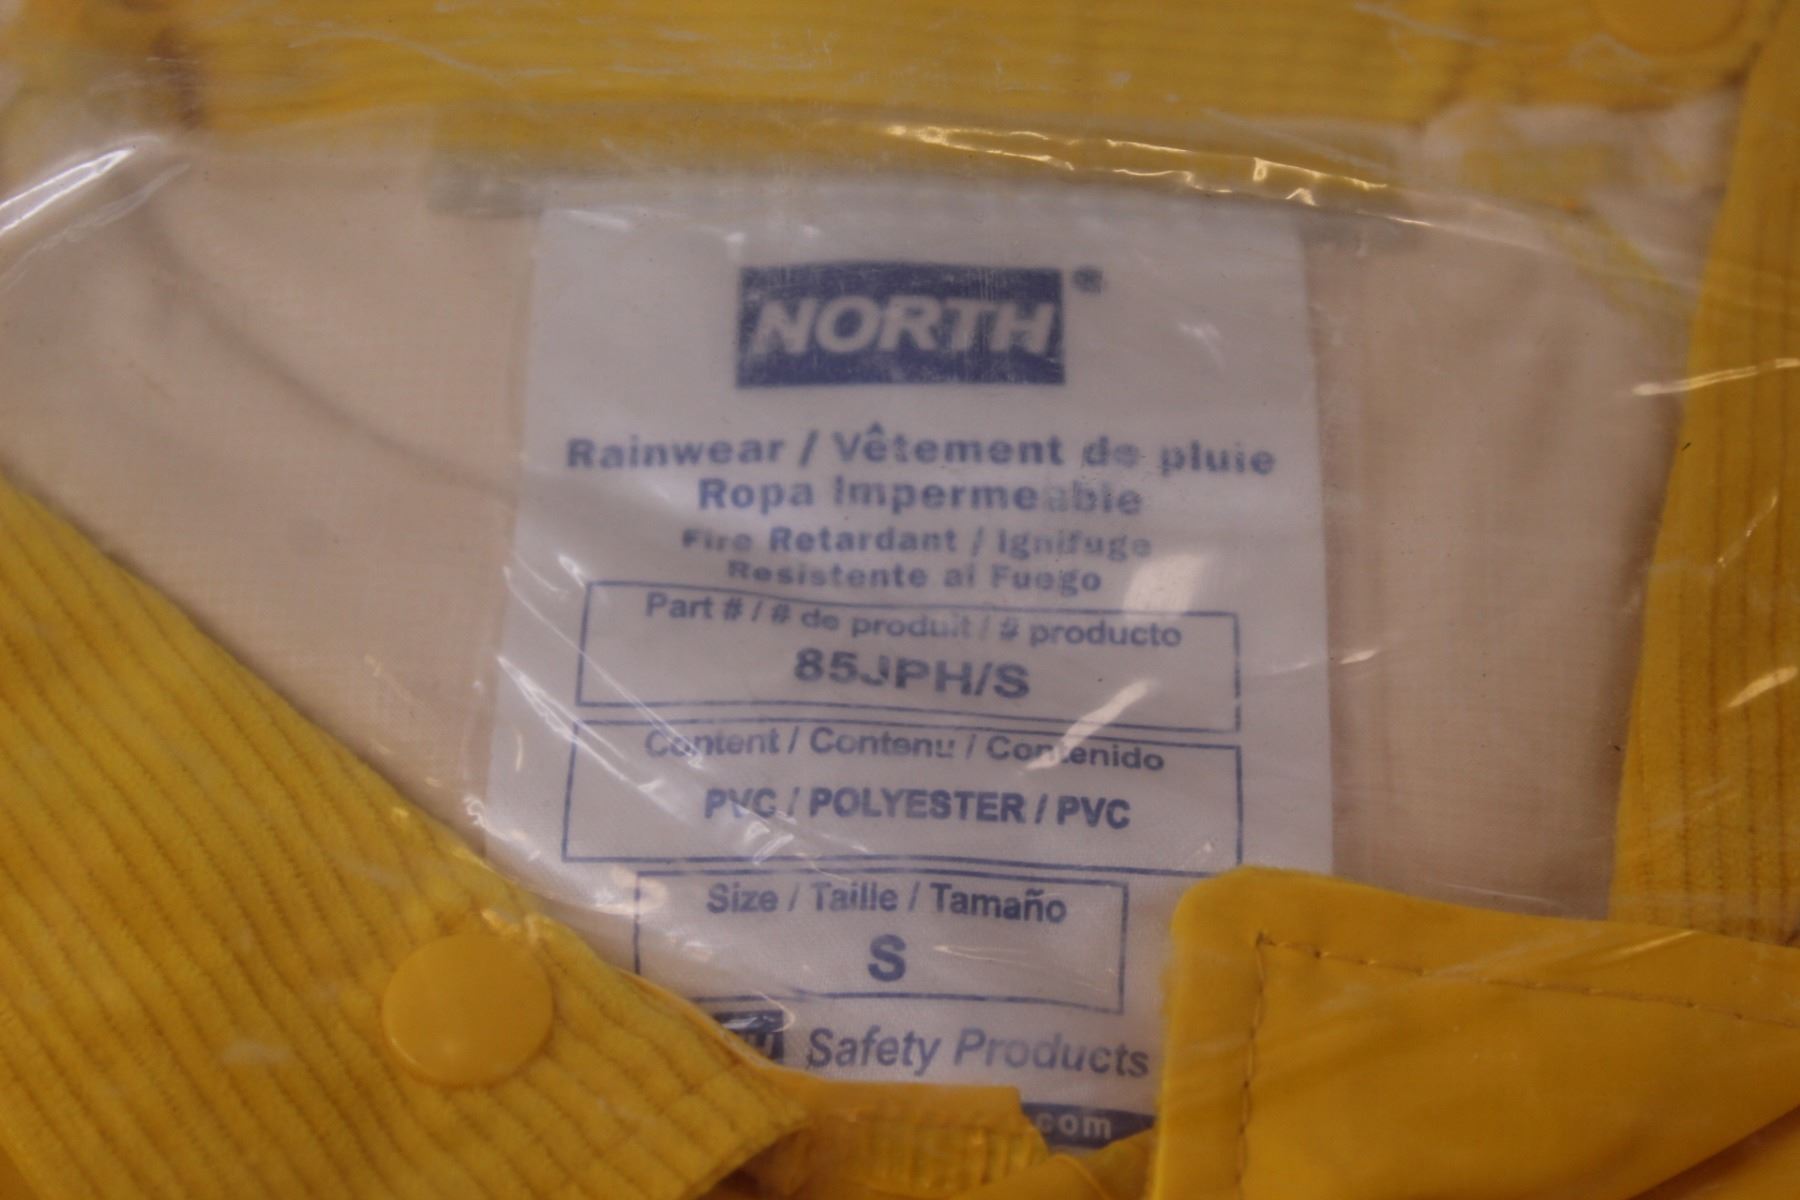 NORTH®
Rainwear / Vêtement de pluie
Ropa Impermeable
Fire Retardant / Ignifuge
Resistente al Fuego
Part # / # de produit / # producto
85JPH/S
Content / Contenu / Contenido
PVC / POLYESTER / PVC
Size / Taille / Tamaño
S
Safety Products
.com